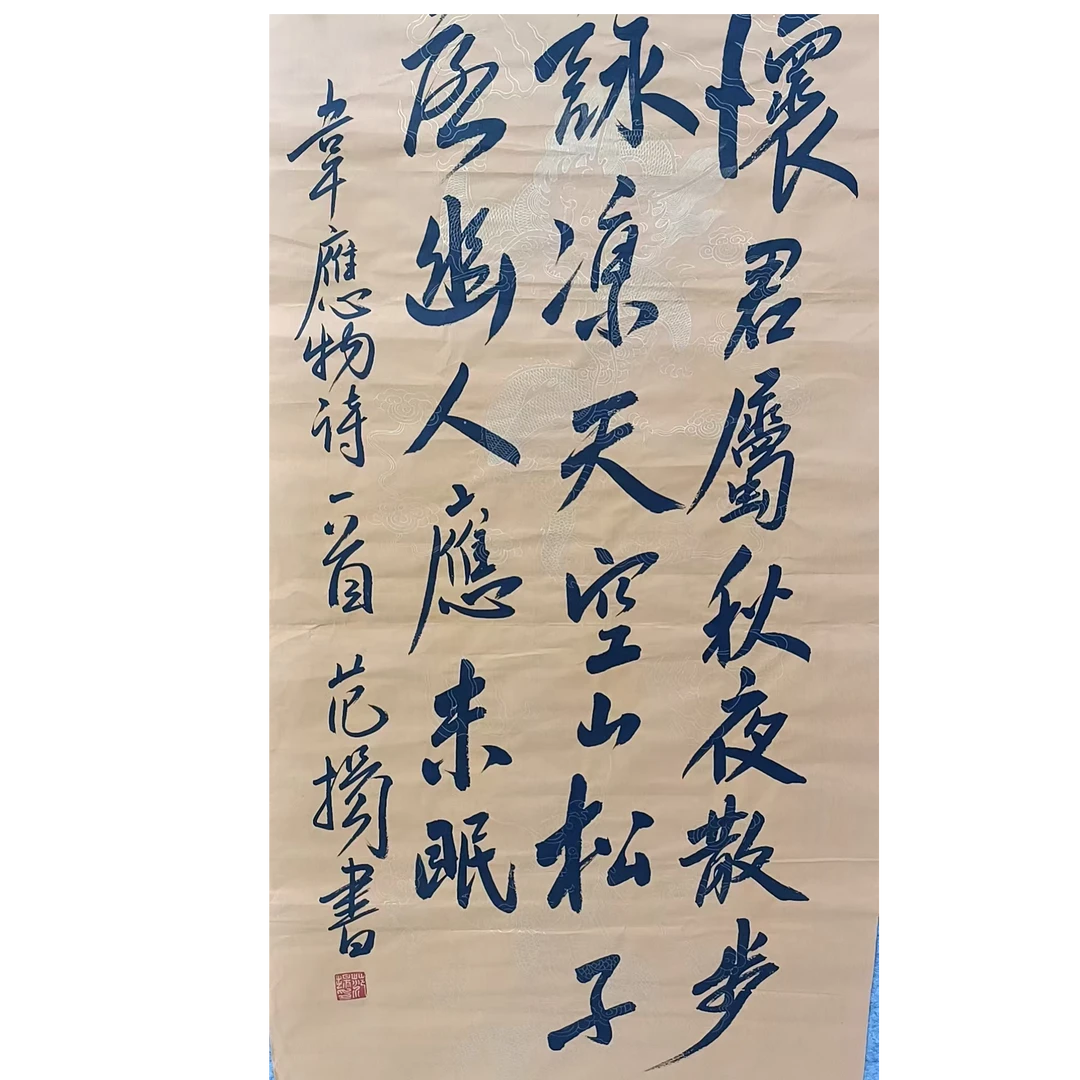 懷君屬秋夜散步
詠凉天空山松子
落幽人應未眠
韋應物詩一首 范揚書